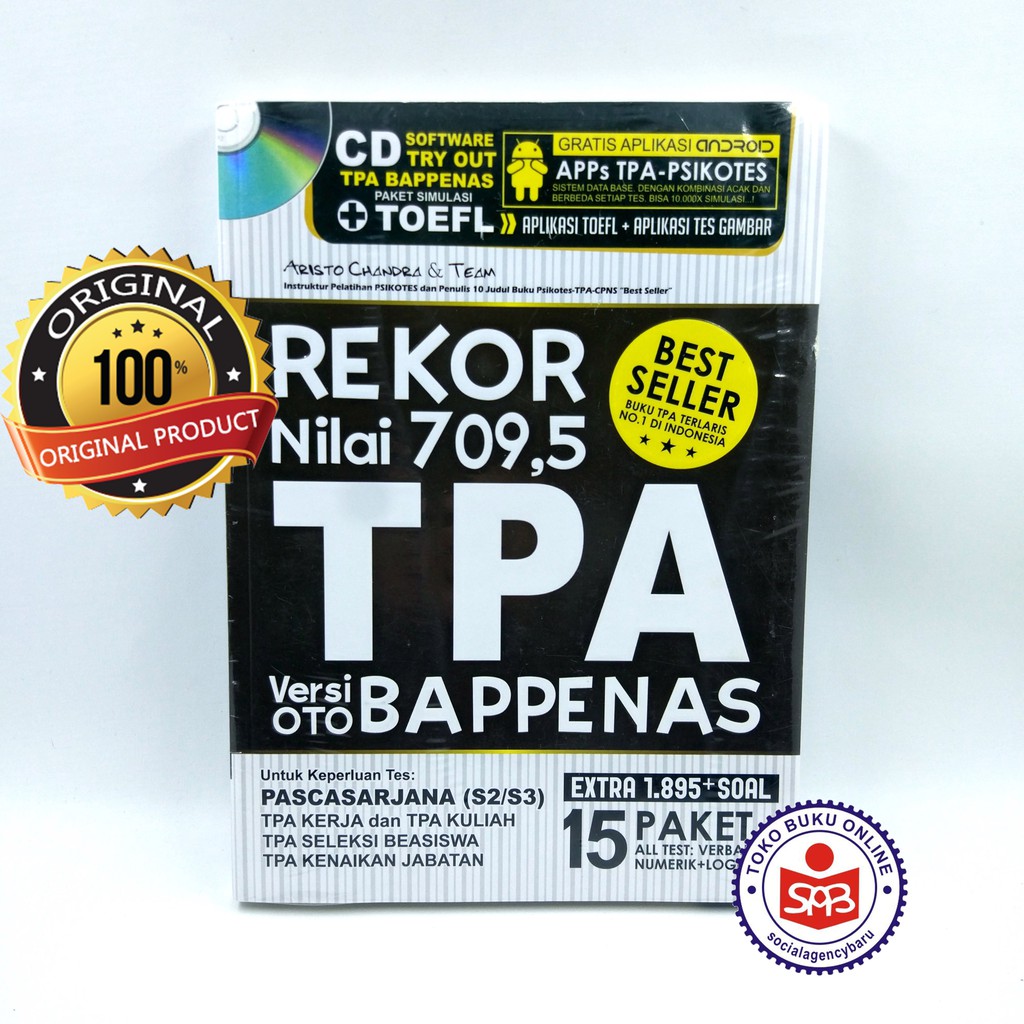 CD SOFTWARE
TRY OUT
TPA BAPPENAS
PAKET SIMULASI
+ TOEFL
GRATIS APLIKASI ANDROID
APPs TPA-PSIKOTES
SISTEM DATA BASE. DENGAN KOMBINASI ACAK DAN
BERBEDA SETIAP TES. BISA 10.000X SIMULASI...!
APLIKASI TOEFL + APLIKASI TES GAMBAR
ARISTO CHANDRA & TEAM
Instruktur Pelatihan PSIKOTES dan Penulis 10 Judul Buku Psikotes-TPA-CPNS "Best Seller"
ORIGINAL
100%
ORIGINAL PRODUCT
REKOR
Nilai 709,5
BEST
SELLER
BUKU TPA TERLARIS
NO.1 DI INDONESIA
TPA
Versi
OTO BAPPENAS
Untuk Keperluan Tes:
PASCASARJANA (S2/S3)
TPA KERJA dan TPA KULIAH
TPA SELEKSI BEASISWA
TPA KENAIKAN JABATAN
EXTRA 1.895+ SOAL
15 PAKET
ALL TEST: VERBA
NUMERIK+LOG
TOKO BUKU ONLINE
SAB
socialagencybaru